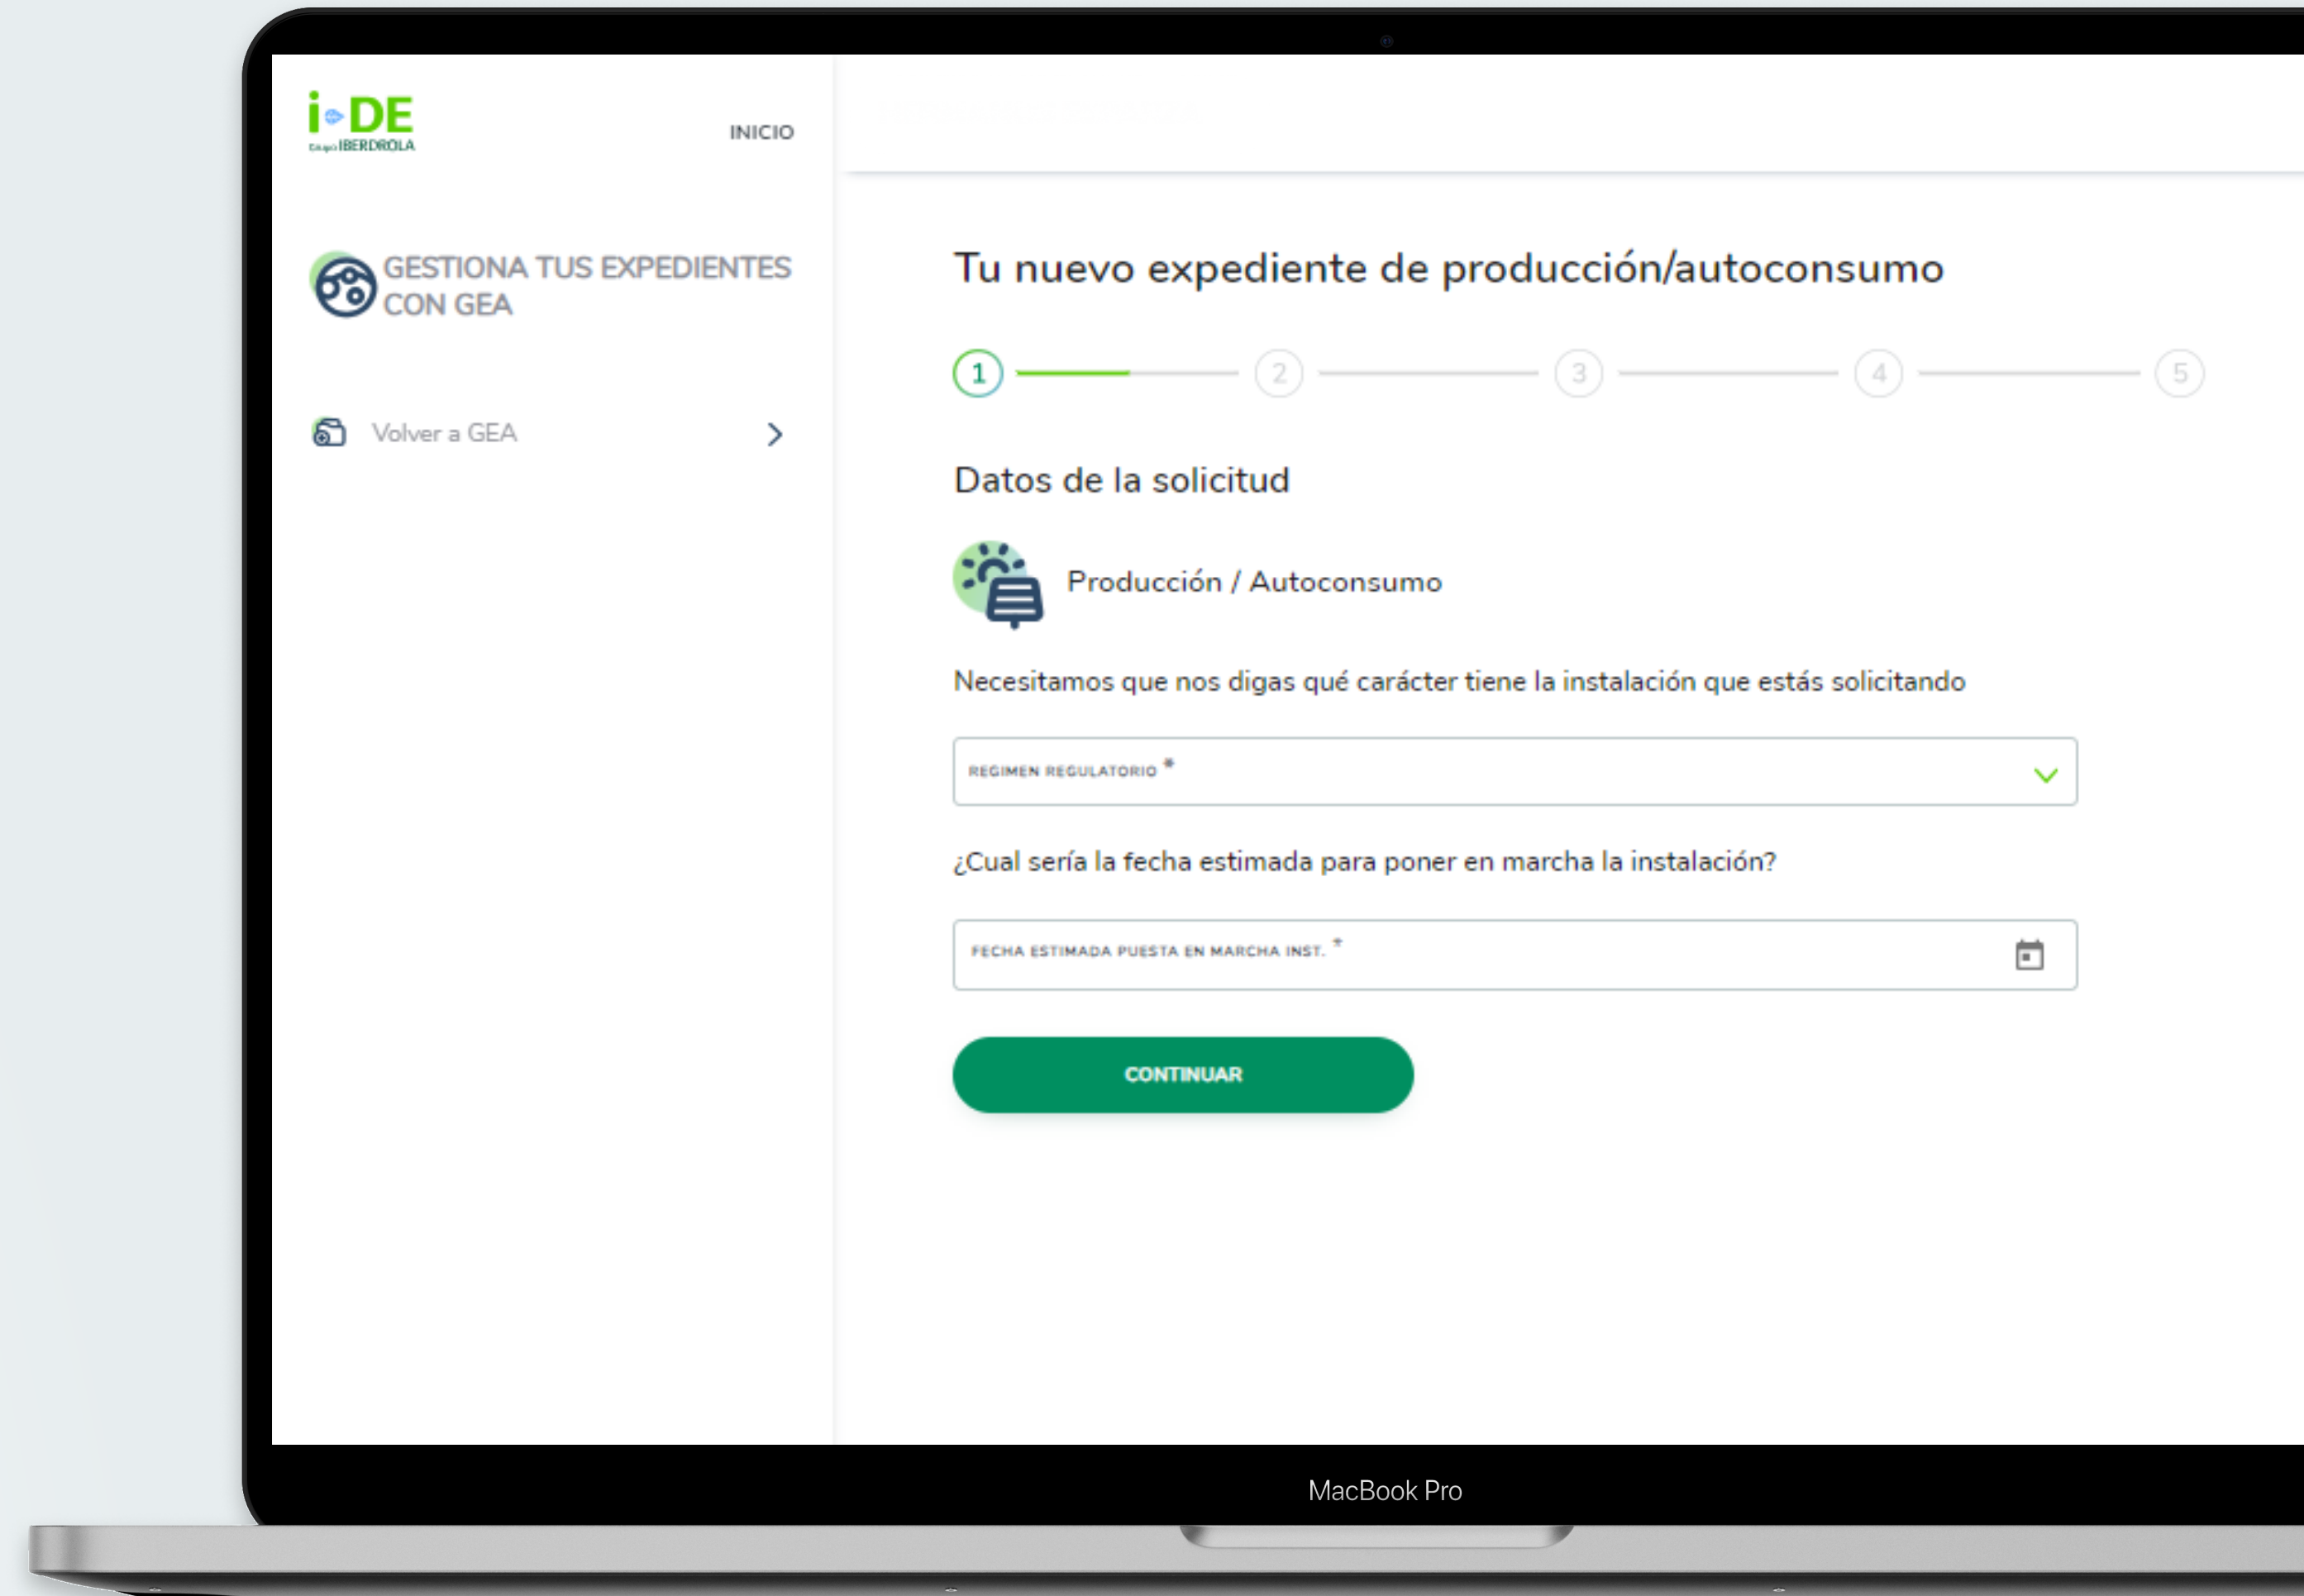 i-DE
Grupo IBERDROLA
INICIO
GESTIONA TUS EXPEDIENTES
CON GEA
Volver a GEA
Tu nuevo expediente de producción/autoconsumo
1 2 3 4 5
Datos de la solicitud
Producción / Autoconsumo
Necesitamos que nos digas qué carácter tiene la instalación que estás solicitando
REGIMEN REGULATORIO *
¿Cual sería la fecha estimada para poner en marcha la instalación?
FECHA ESTIMADA PUESTA EN MARCHA INST. *
CONTINUAR
MacBook Pro